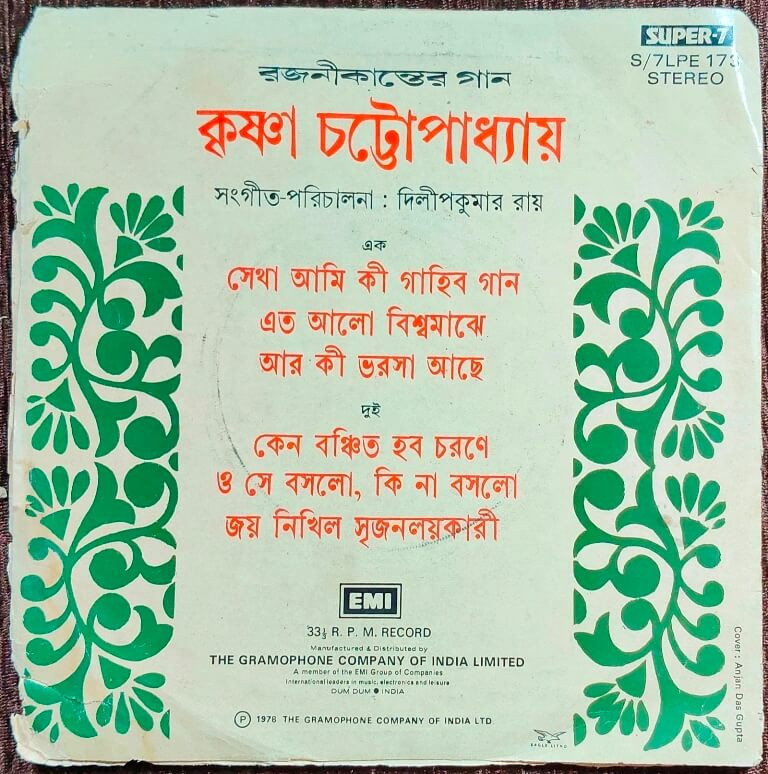 SUPER-7
S/7LPE 173
STEREO
রজনীকান্তের গান
কৃষ্ণা চট্টোপাধ্যায়
সংগীত-পরিচালনা : দিলীপকুমার রায়
এক
সেথা আমি কী গাহিব গান
এত আলো বিশ্বমাঝে
আর কী ভরসা আছে
দুই
কেন বঞ্চিত হব চরণে
ও সে বসলো, কি না বসলো
জয় নিখিল সৃজনলয়কারী
EMI
33⅓ R. P. M. RECORD
Manufactured & Distributed by
THE GRAMOPHONE COMPANY OF INDIA LIMITED
A member of the EMI Group of Companies
International leaders in music, electronics and leisure
DUM DUM ● INDIA
Ⓟ 1978 THE GRAMOPHONE COMPANY OF INDIA LTD.
EAGLE LITHO
Cover : Anjan Das Gupta